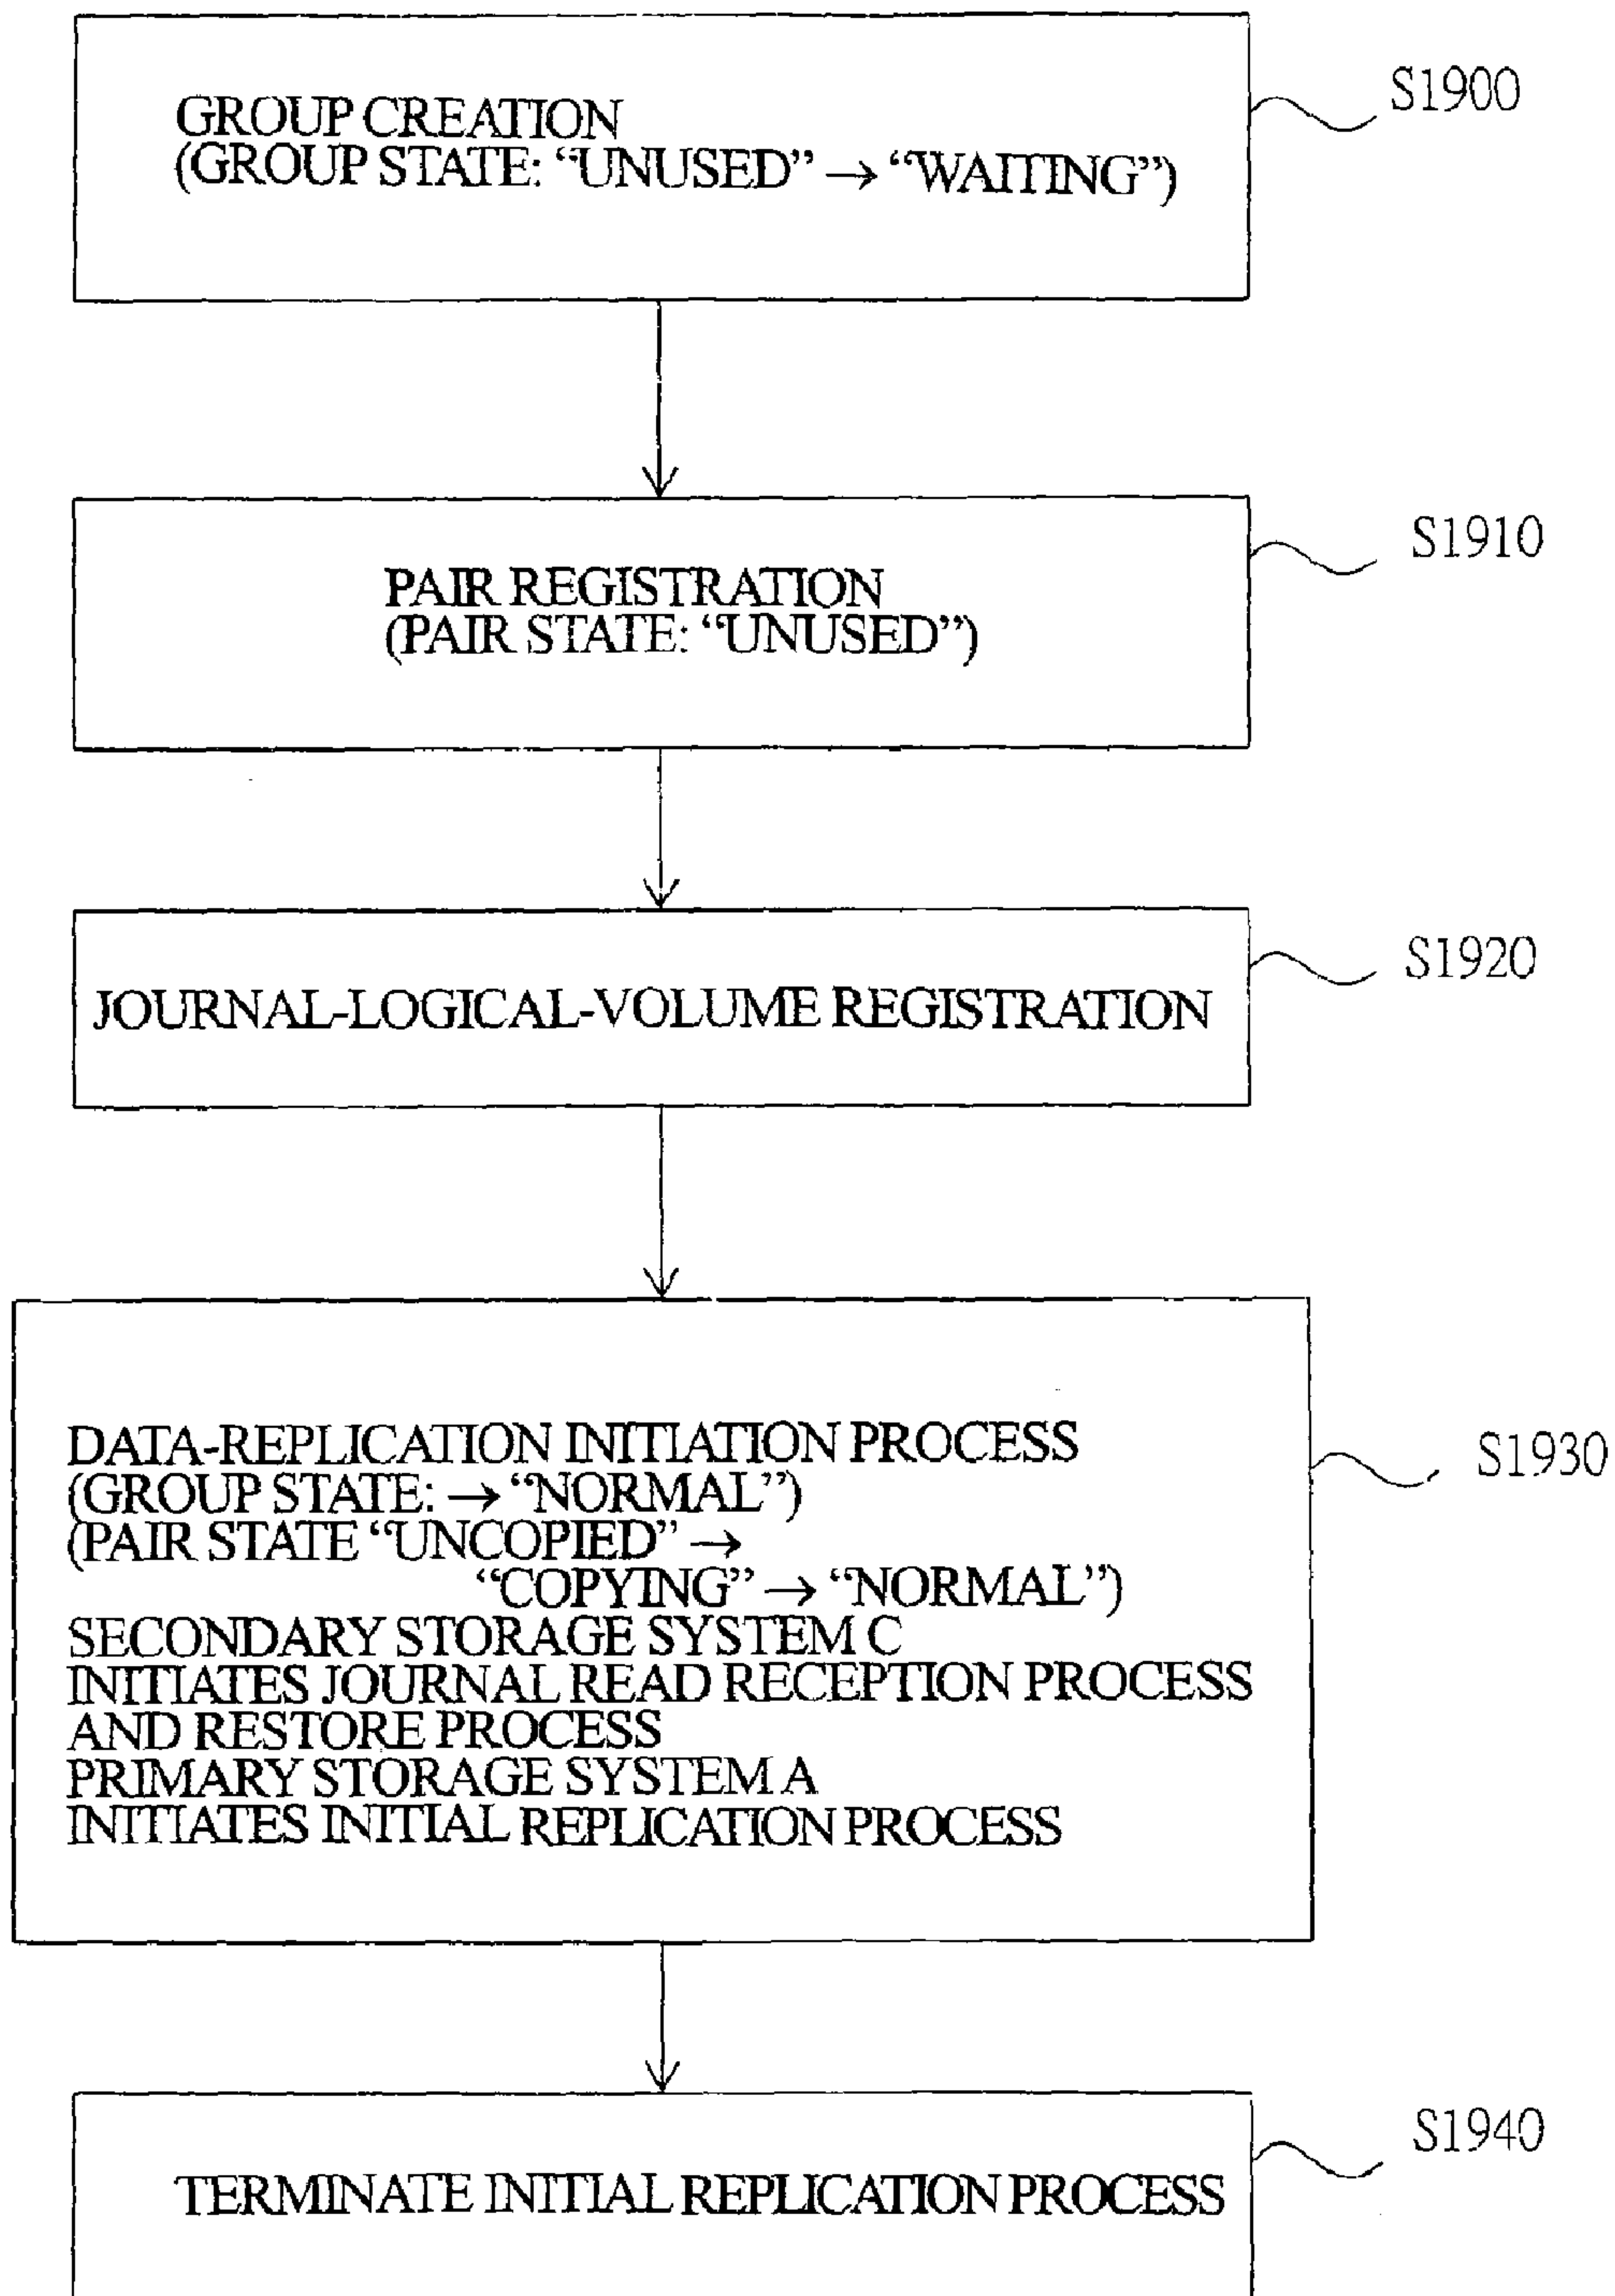 GROUP CREATION
(GROUP STATE: “UNUSED” → “WAITING”)
S1900
PAIR REGISTRATION
(PAIR STATE: “UNUSED”)
S1910
JOURNAL-LOGICAL-VOLUME REGISTRATION
S1920
DATA-REPLICATION INITIATION PROCESS
(GROUP STATE: → “NORMAL”)
(PAIR STATE “UNCOPIED” →
“COPYING” → “NORMAL”)
SECONDARY STORAGE SYSTEM C
INITIATES JOURNAL READ RECEPTION PROCESS
AND RESTORE PROCESS
PRIMARY STORAGE SYSTEM A
INITIATES INITIAL REPLICATION PROCESS
S1930
TERMINATE INITIAL REPLICATION PROCESS
S1940